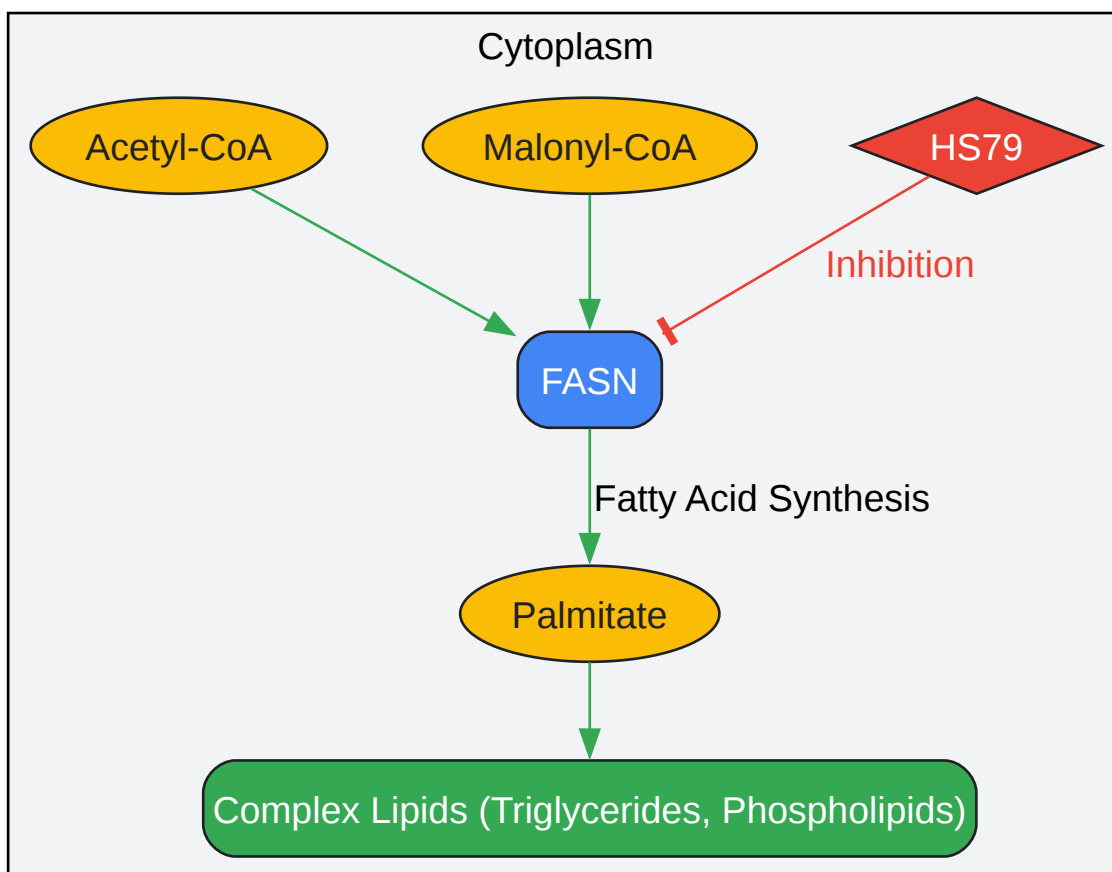 Cytoplasm
Acetyl-CoA
Malonyl-CoA
HS79
Inhibition
FASN
Fatty Acid Synthesis
Palmitate
Complex Lipids (Triglycerides, Phospholipids)